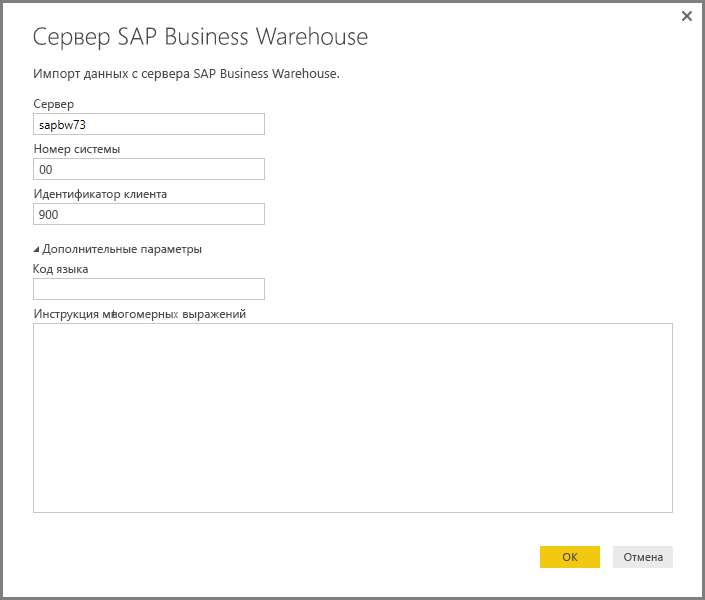 Сервер SAP Business Warehouse
Импорт данных с сервера SAP Business Warehouse.
Сервер
sapbw73
Номер системы
00
Идентификатор клиента
900
Дополнительные параметры
Код языка
Инструкция многомерных выражений
ОК
Отмена